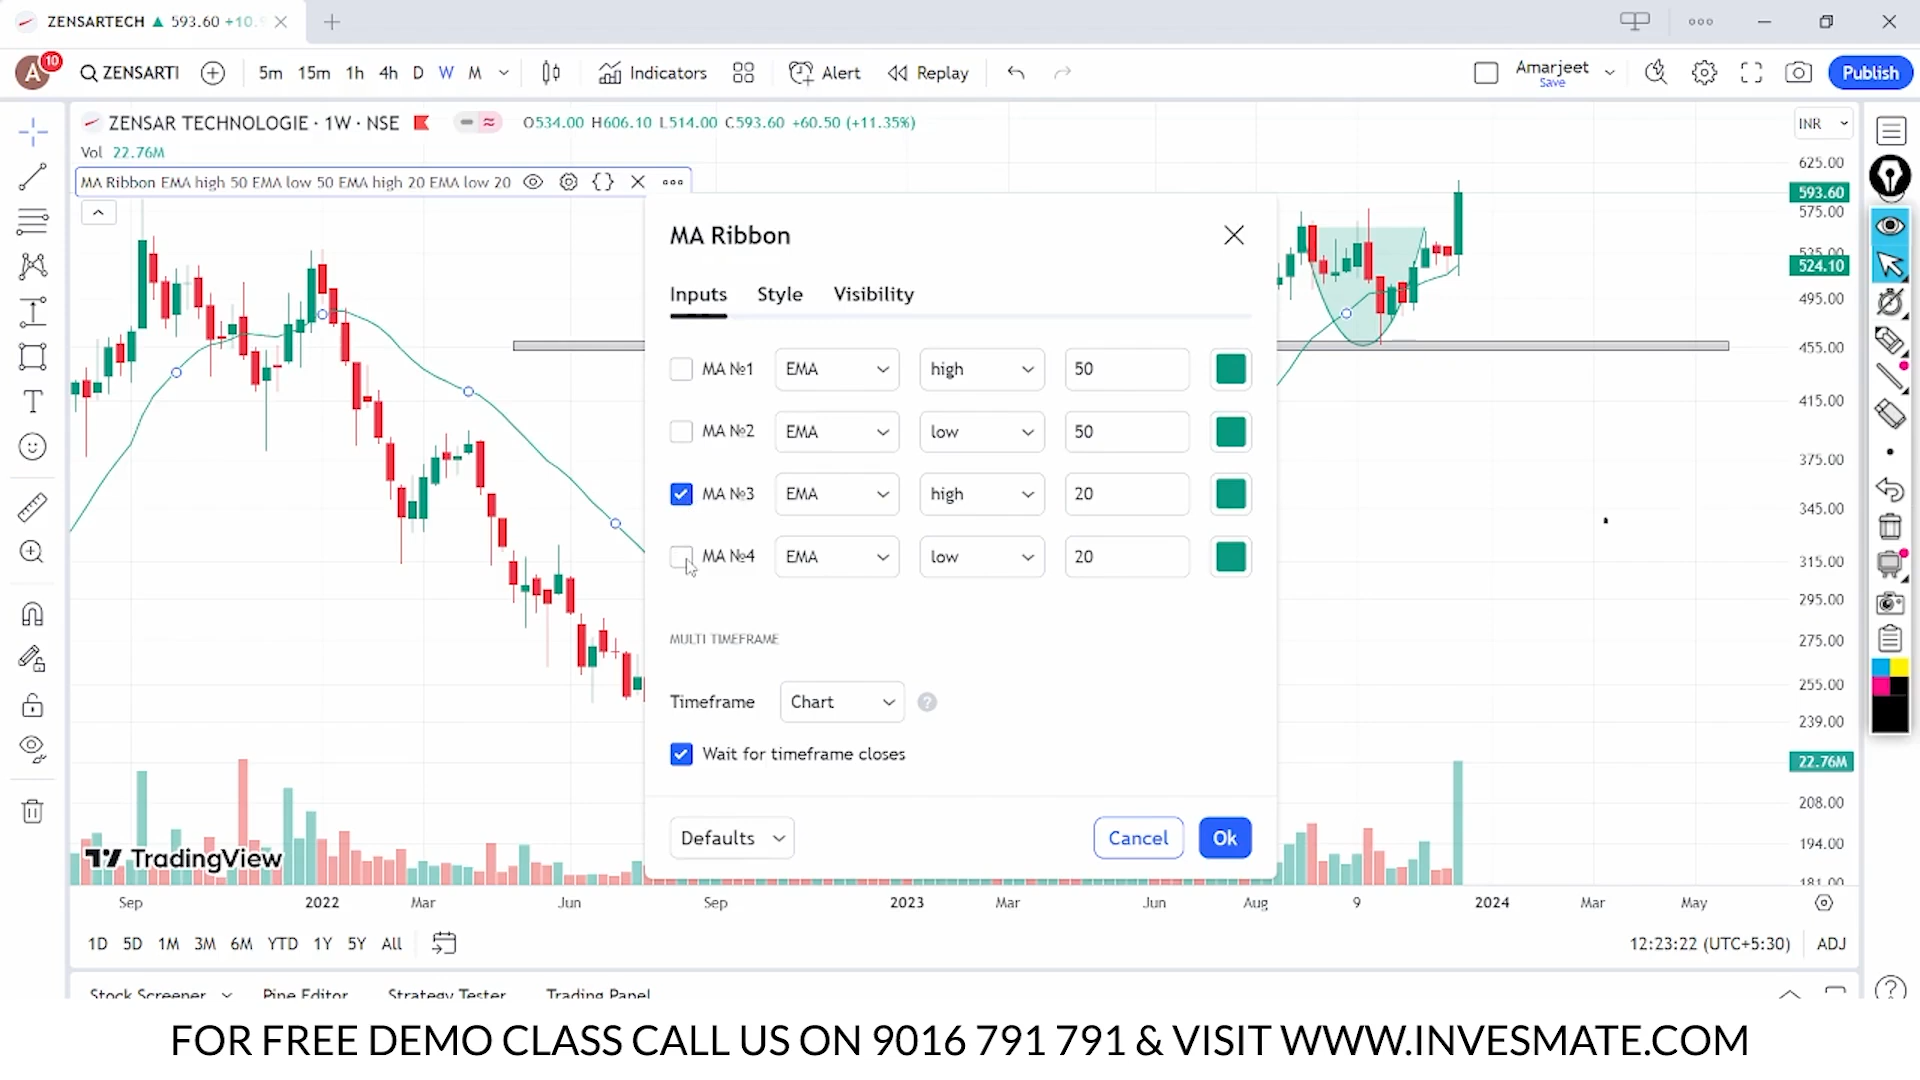 ZENSARTECH ▲ 593.60 +10.
A 10 ZENSARTI 5m 15m 1h 4h D W M Indicators Alert Replay Amarjeet Save Publish
ZENSAR TECHNOLOGIE · 1W · NSE O534.00 H606.10 L514.00 C593.60 +60.50 (+11.35%) INR
Vol 22.76M
MA Ribbon EMA high 50 EMA low 50 EMA high 20 EMA low 20
625.00
593.60
575.00
525.00
524.10
495.00
455.00
415.00
375.00
345.00
315.00
295.00
275.00
255.00
239.00
22.76M
208.00
194.00
181.00
MA Ribbon
Inputs Style Visibility
MA №1 EMA high 50
MA №2 EMA low 50
MA №3 EMA high 20
MA №4 EMA low 20
MULTI TIMEFRAME
Timeframe Chart ?
Wait for timeframe closes
Defaults Cancel Ok
TradingView
Sep 2022 Mar Jun Sep 2023 Mar Jun Aug 9 2024 Mar May
1D 5D 1M 3M 6M YTD 1Y 5Y All 12:23:22 (UTC+5:30) ADJ
Stock Screener Pine Editor Strategy Tester Trading Panel
FOR FREE DEMO CLASS CALL US ON 9016 791 791 & VISIT WWW.INVESMATE.COM